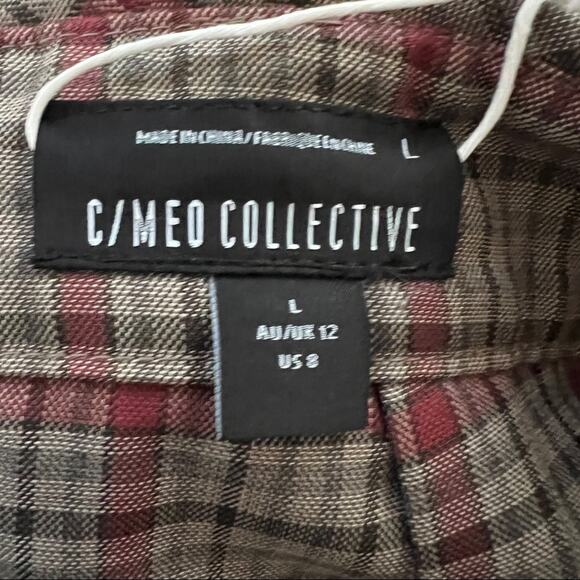 MADE IN CHINA/FABRIQUE EN CHINE L
C/MEO COLLECTIVE
L
AU/UK 12
US 8